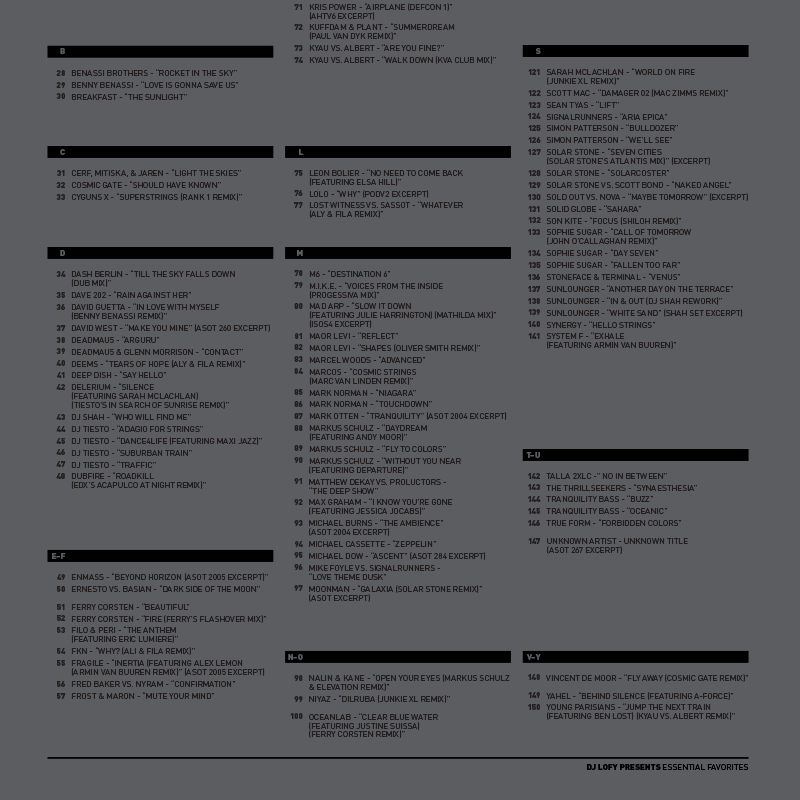 B
28 BENASSI BROTHERS - "ROCKET IN THE SKY"
29 BENNY BENASSI - "LOVE IS GONNA SAVE US"
30 BREAKFAST - "THE SUNLIGHT"
C
31 CERF, MITISKA, & JAREN - "LIGHT THE SKIES"
32 COSMIC GATE - "SHOULD HAVE KNOWN"
33 CYGUNS X - "SUPERSTRINGS (RANK 1 REMIX)"
D
34 DASH BERLIN - "TILL THE SKY FALLS DOWN
(DUB MIX)"
35 DAVE 202 - "RAIN AGAINST HER"
36 DAVID GUETTA - "IN LOVE WITH MYSELF
(BENNY BENASSI REMIX)"
37 DAVID WEST - "MAKE YOU MINE" (ASOT 260 EXCERPT)
38 DEADMAU5 - "ARGURU"
39 DEADMAU5 & GLENN MORRISON - "CONTACT"
40 DEEMS - "TEARS OF HOPE (ALY & FILA REMIX)"
41 DEEP DISH - "SAY HELLO"
42 DELERIUM - "SILENCE
(FEATURING SARAH MCLACHLAN)
(TIESTO'S IN SEARCH OF SUNRISE REMIX)"
43 DJ SHAH - "WHO WILL FIND ME"
44 DJ TIESTO - "ADAGIO FOR STRINGS"
45 DJ TIESTO - "DANCE4LIFE (FEATURING MAXI JAZZ)"
46 DJ TIESTO - "SUBURBAN TRAIN"
47 DJ TIESTO - "TRAFFIC"
48 DUBFIRE - "ROADKILL
(EDX'S ACAPULCO AT NIGHT REMIX)"
E-F
49 ENMASS - "BEYOND HORIZON (ASOT 2005 EXCERPT)"
50 ERNESTO VS. BASIAN - "DARK SIDE OF THE MOON"
51 FERRY CORSTEN - "BEAUTIFUL"
52 FERRY CORSTEN - "FIRE (FERRY'S FLASHOVER MIX)"
53 FILO & PERI - "THE ANTHEM
(FEATURING ERIC LUMIERE)"
54 FKN - "WHY? (ALI & FILA REMIX)"
55 FRAGILE - "INERTIA (FEATURING ALEX LEMON
(ARMIN VAN BUUREN REMIX)" (ASOT 2005 EXCERPT)
56 FRED BAKER VS. NYRAM - "CONFIRMATION"
57 FROST & MARON - "MUTE YOUR MIND"
71 KRIS POWER - "AIRPLANE (DEFCON 1)"
(AHTV6 EXCERPT)
72 KUFFDAM & PLANT - "SUMMERDREAM
(PAUL VAN DYK REMIX)"
73 KYAU VS. ALBERT - "ARE YOU FINE?"
74 KYAU VS. ALBERT - "WALK DOWN (KVA CLUB MIX)"
L
75 LEON BOLIER - "NO NEED TO COME BACK
(FEATURING ELSA HILL)"
76 LOLO - "WHY" (PODV2 EXCERPT)
77 LOST WITNESS VS. SASSOT - "WHATEVER
(ALY & FILA REMIX)"
M
78 M6 - "DESTINATION 6"
79 M.I.K.E. - "VOICES FROM THE INSIDE
(PROGESSIVA MIX)"
80 MAD ARP - "SLOW IT DOWN
(FEATURING JULIE HARRINGTON) (MATHILDA MIX)"
(ISOS4 EXCERPT)
81 MAOR LEVI - "REFLECT"
82 MAOR LEVI - "SHAPES (OLIVER SMITH REMIX)"
83 MARCEL WOODS - "ADVANCED"
84 MARCOS - "COSMIC STRINGS
(MARC VAN LINDEN REMIX)"
85 MARK NORMAN - "NIAGARA"
86 MARK NORMAN - "TOUCHDOWN"
87 MARK OTTEN - "TRANQUILITY" (ASOT 2004 EXCERPT)
88 MARKUS SCHULZ - "DAYDREAM
(FEATURING ANDY MOOR)"
89 MARKUS SCHULZ - "FLY TO COLORS"
90 MARKUS SCHULZ - "WITHOUT YOU NEAR
(FEATURING DEPARTURE)"
91 MATTHEW DEKAY VS. PROLUCTORS -
"THE DEEP SHOW"
92 MAX GRAHAM - "I KNOW YOU'RE GONE
(FEATURING JESSICA JOCABS)"
93 MICHAEL BURNS - "THE AMBIENCE"
(ASOT 2004 EXCERPT)
94 MICHAEL CASSETTE - "ZEPPELIN"
95 MICHAEL DOW - "ASCENT" (ASOT 284 EXCERPT)
96 MIKE FOYLE VS. SIGNALRUNNERS -
"LOVE THEME DUSK"
97 MOONMAN - "GALAXIA (SOLAR STONE REMIX)"
(ASOT EXCERPT)
N-O
98 NALIN & KANE - "OPEN YOUR EYES (MARKUS SCHULZ
& ELEVATION REMIX)"
99 NIYAZ - "DILRUBA (JUNKIE XL REMIX)"
100 OCEANLAB - "CLEAR BLUE WATER
(FEATURING JUSTINE SUISSA)
(FERRY CORSTEN REMIX)"
S
121 SARAH MCLACHLAN - "WORLD ON FIRE
(JUNKIE XL REMIX)"
122 SCOTT MAC - "DAMAGER 02 (MAC ZIMMS REMIX)"
123 SEAN TYAS - "LIFT"
124 SIGNALRUNNERS - "ARIA EPICA"
125 SIMON PATTERSON - "BULLDOZER"
126 SIMON PATTERSON - "WE'LL SEE"
127 SOLAR STONE - "SEVEN CITIES
(SOLAR STONE'S ATLANTIS MIX)" (EXCERPT)
128 SOLAR STONE - "SOLARCOSTER"
129 SOLAR STONE VS. SCOTT BOND - "NAKED ANGEL"
130 SOLD OUT VS. NOVA - "MAYBE TOMORROW" (EXCERPT)
131 SOLID GLOBE - "SAHARA"
132 SON KITE - "FOCUS (SHILOH REMIX)"
133 SOPHIE SUGAR - "CALL OF TOMORROW
(JOHN O'CALLAGHAN REMIX)"
134 SOPHIE SUGAR - "DAY SEVEN"
135 SOPHIE SUGAR - "FALLEN TOO FAR"
136 STONEFACE & TERMINAL - "VENUS"
137 SUNLOUNGER - "ANOTHER DAY ON THE TERRACE"
138 SUNLOUNGER - "IN & OUT (DJ SHAH REWORK)"
139 SUNLOUNGER - "WHITE SAND" (SHAH SET EXCERPT)
140 SYNERGY - "HELLO STRINGS"
141 SYSTEM F - "EXHALE
(FEATURING ARMIN VAN BUUREN)"
T-U
142 TALLA 2XLC -" NO IN BETWEEN"
143 THE THRILLSEEKERS - "SYNAESTHESIA"
144 TRANQUILITY BASS - "BUZZ"
145 TRANQUILITY BASS - "OCEANIC"
146 TRUE FORM - "FORBIDDEN COLORS"
147 UNKNOWN ARTIST - UNKNOWN TITLE
(ASOT 267 EXCERPT)
V-Y
148 VINCENT DE MOOR - "FLY AWAY (COSMIC GATE REMIX)"
149 YAHEL - "BEHIND SILENCE (FEATURING A-FORCE)"
150 YOUNG PARISIANS - "JUMP THE NEXT TRAIN
(FEATURING BEN LOST) (KYAU VS. ALBERT REMIX)"
DJ LOFY PRESENTS ESSENTIAL FAVORITES